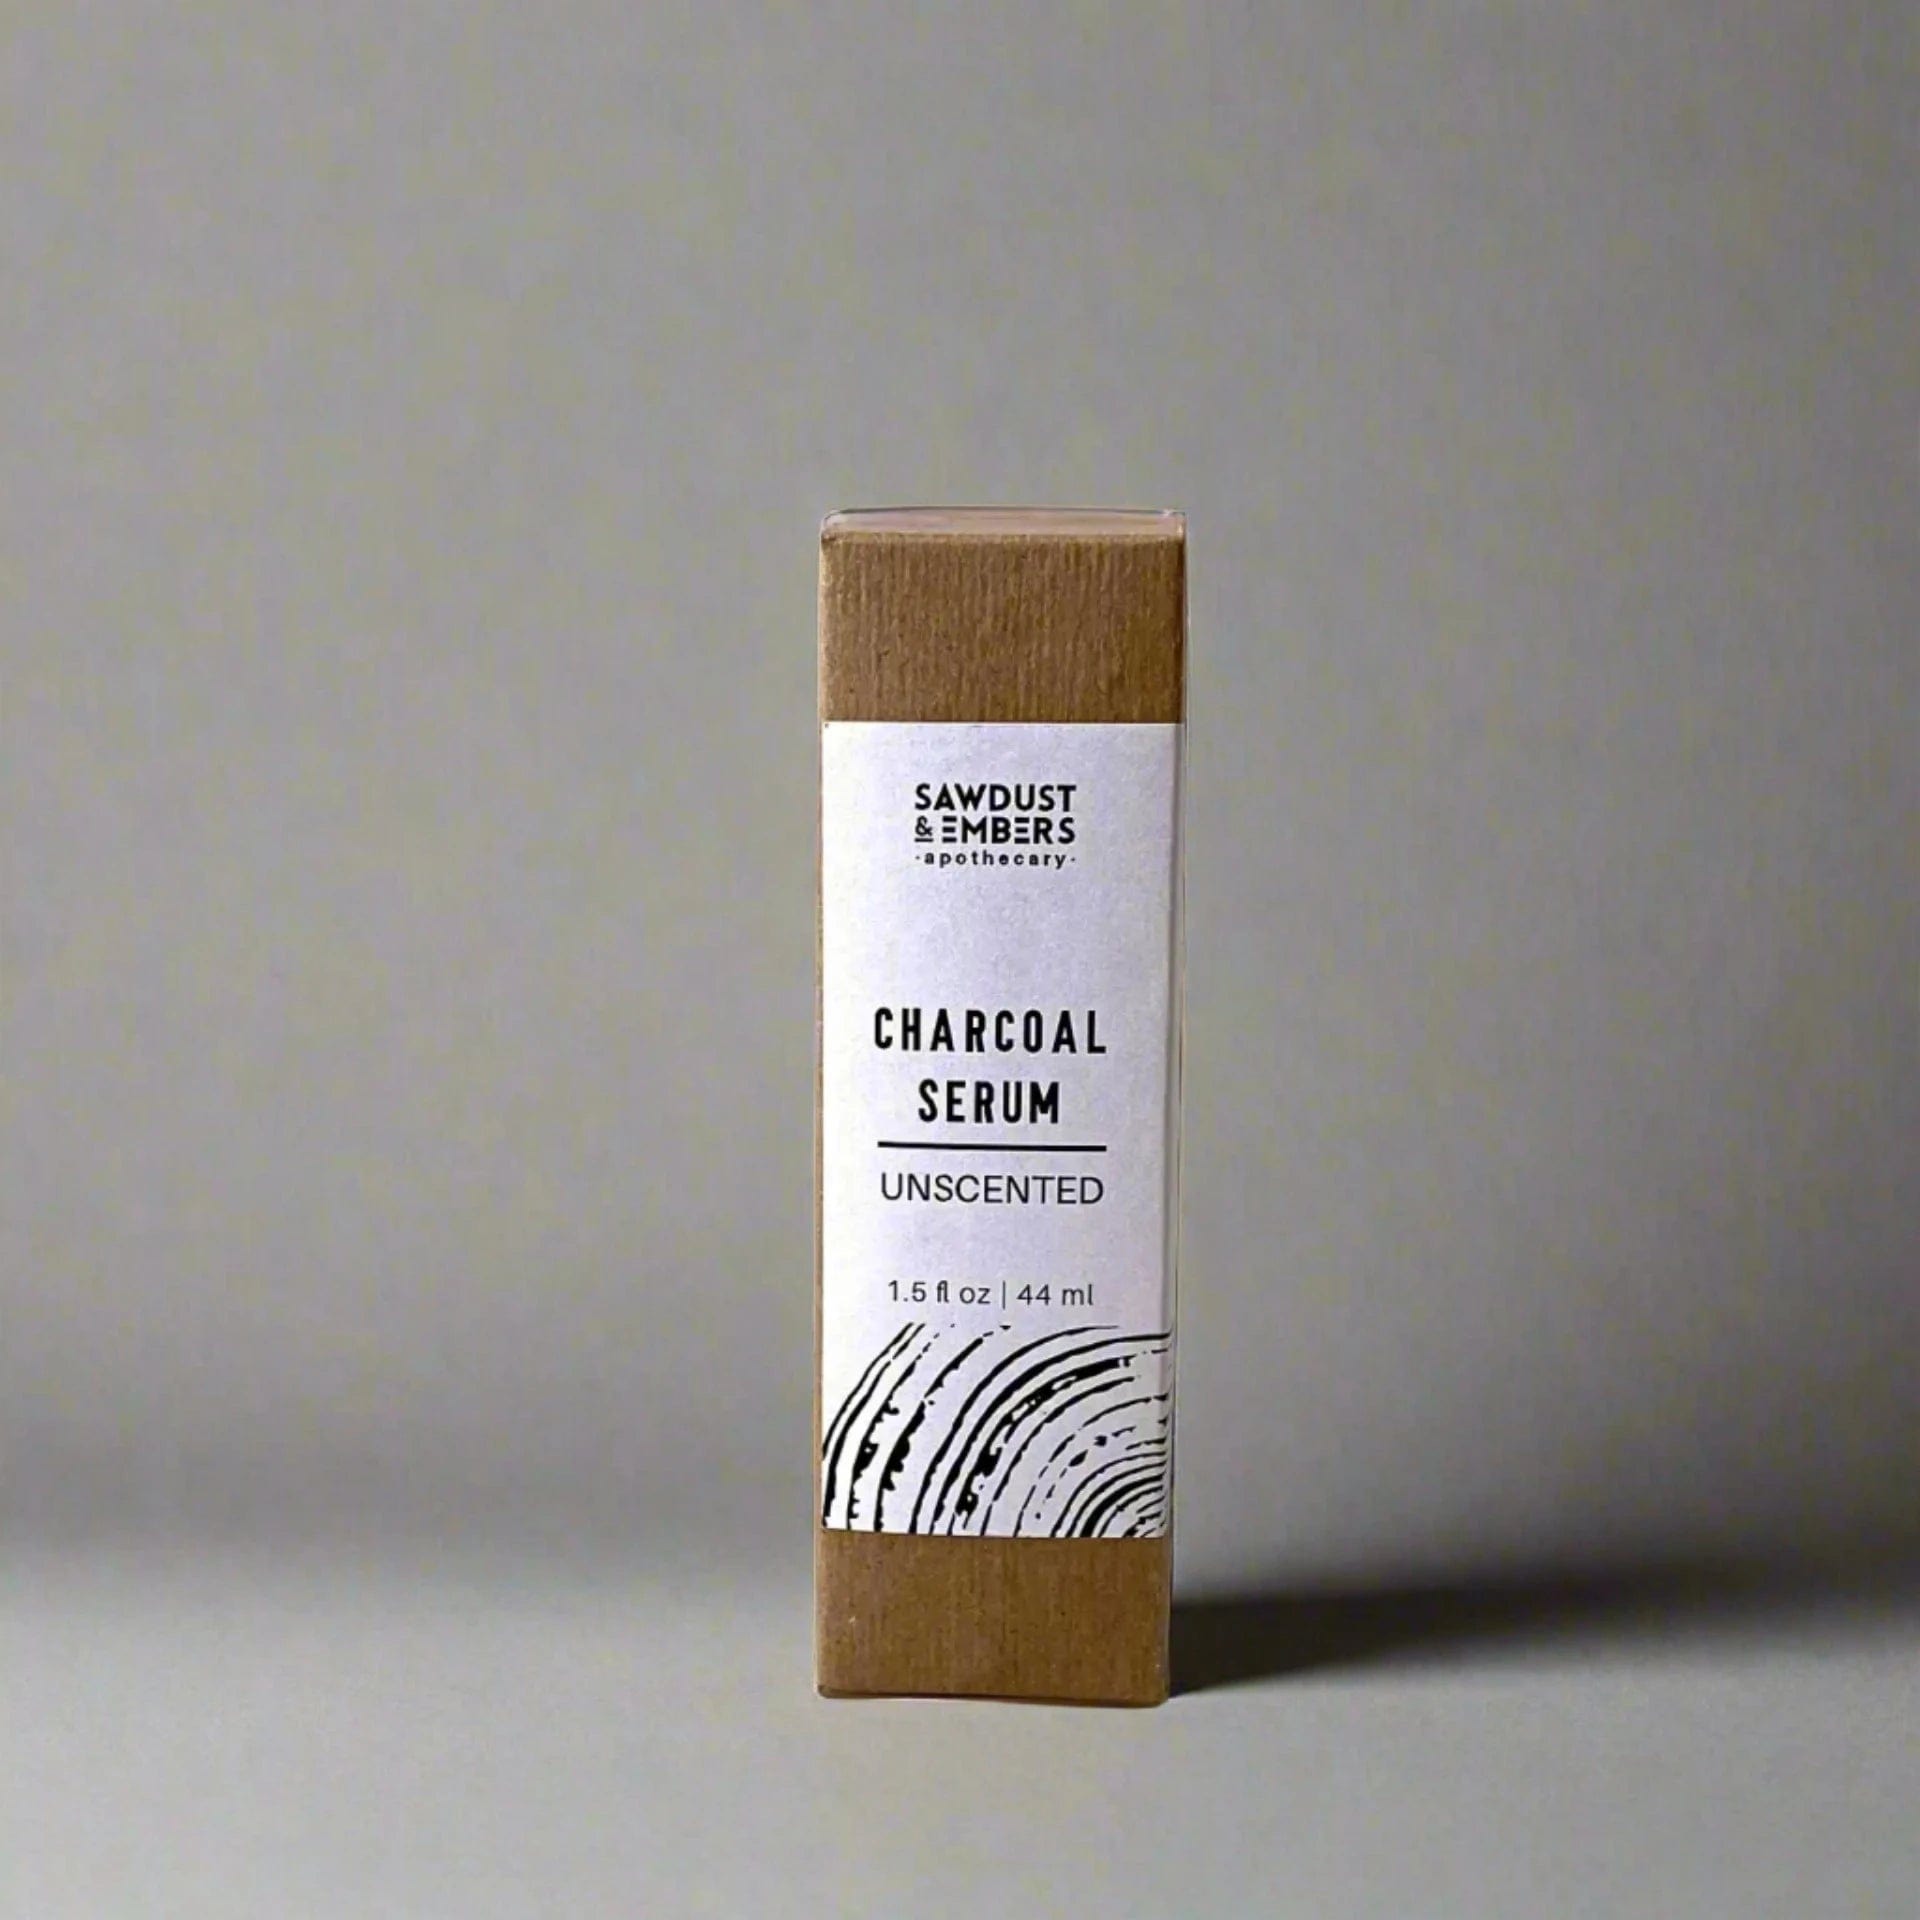 SAWDUST
& EMBERS
·apothecary·
CHARCOAL
SERUM
UNSCENTED
1.5 fl oz | 44 ml